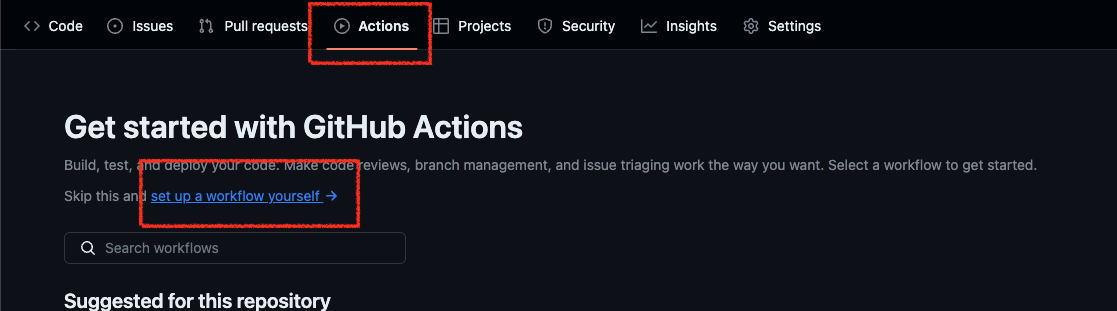 Code Issues Pull requests Actions Projects Security Insights Settings
Get started with GitHub Actions
Build, test, and deploy your code. Make code reviews, branch management, and issue triaging work the way you want. Select a workflow to get started.
Skip this and set up a workflow yourself →
Search workflows
Suggested for this repository